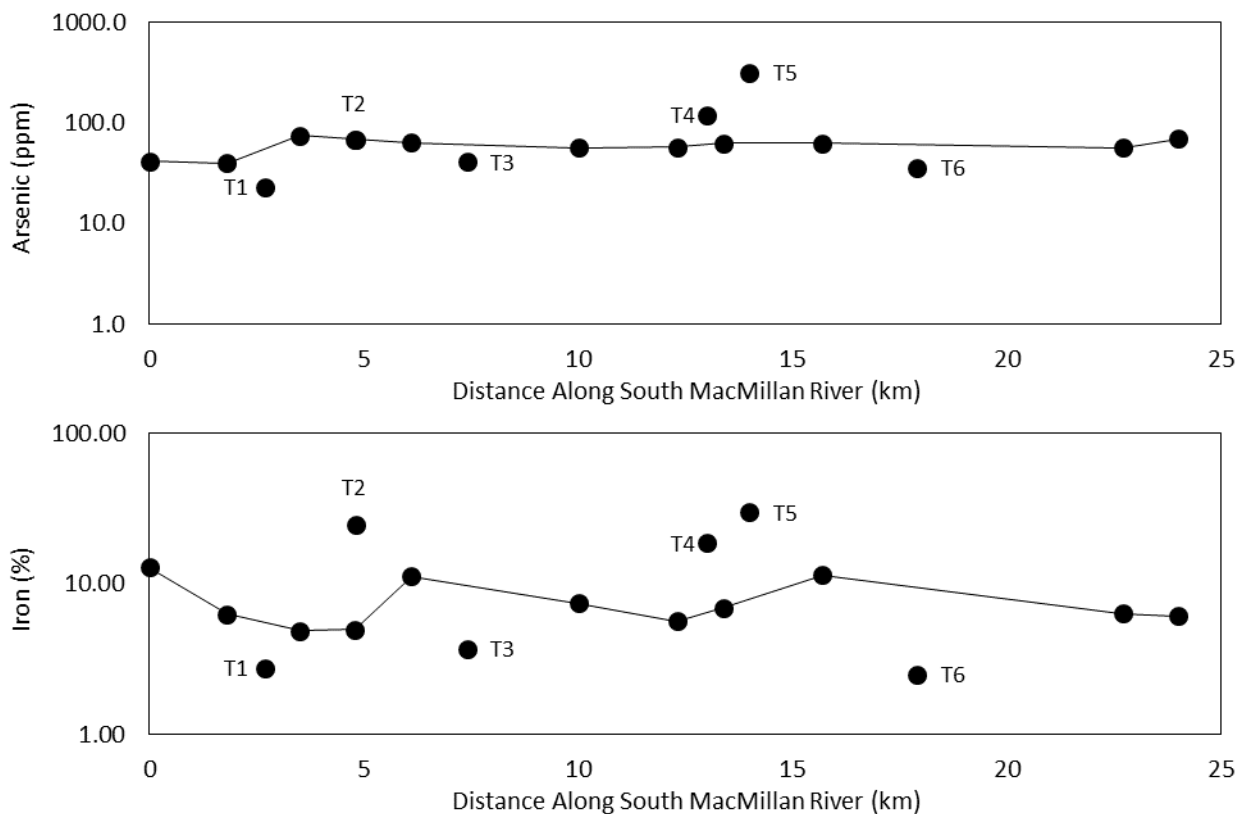 1000.0
100.0
10.0
1.0
Arsenic (ppm)
T1
T2
T3
T4
T5
T6
0 5 10 15 20 25
Distance Along South MacMillan River (km)
100.00
10.00
1.00
Iron (%)
T1
T2
T3
T4
T5
T6
0 5 10 15 20 25
Distance Along South MacMillan River (km)